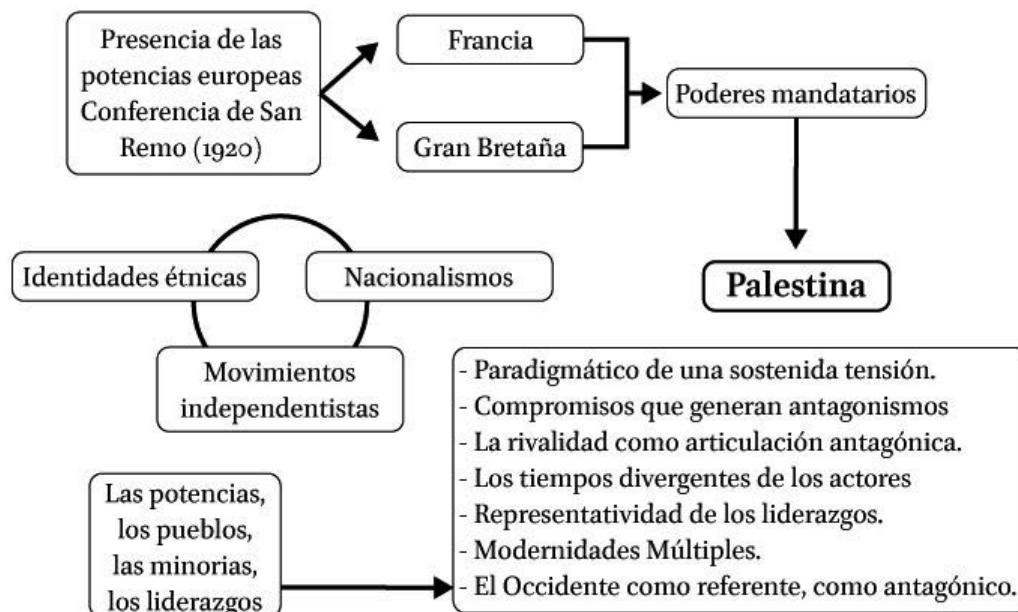 Presencia de las
potencias europeas
Conferencia de San
Remo (1920)
Francia
Gran Bretaña
Poderes mandatarios
Palestina
Identidades étnicas
Nacionalismos
Movimientos
independentistas
Las potencias,
los pueblos,
las minorias,
los liderazgos
- Paradigmático de una sostenida tensión.
- Compromisos que generan antagonismos
- La rivalidad como articulación antagónica.
- Los tiempos divergentes de los actores
- Representatividad de los liderazgos.
- Modernidades Múltiples.
- El Occidente como referente, como antagónico.